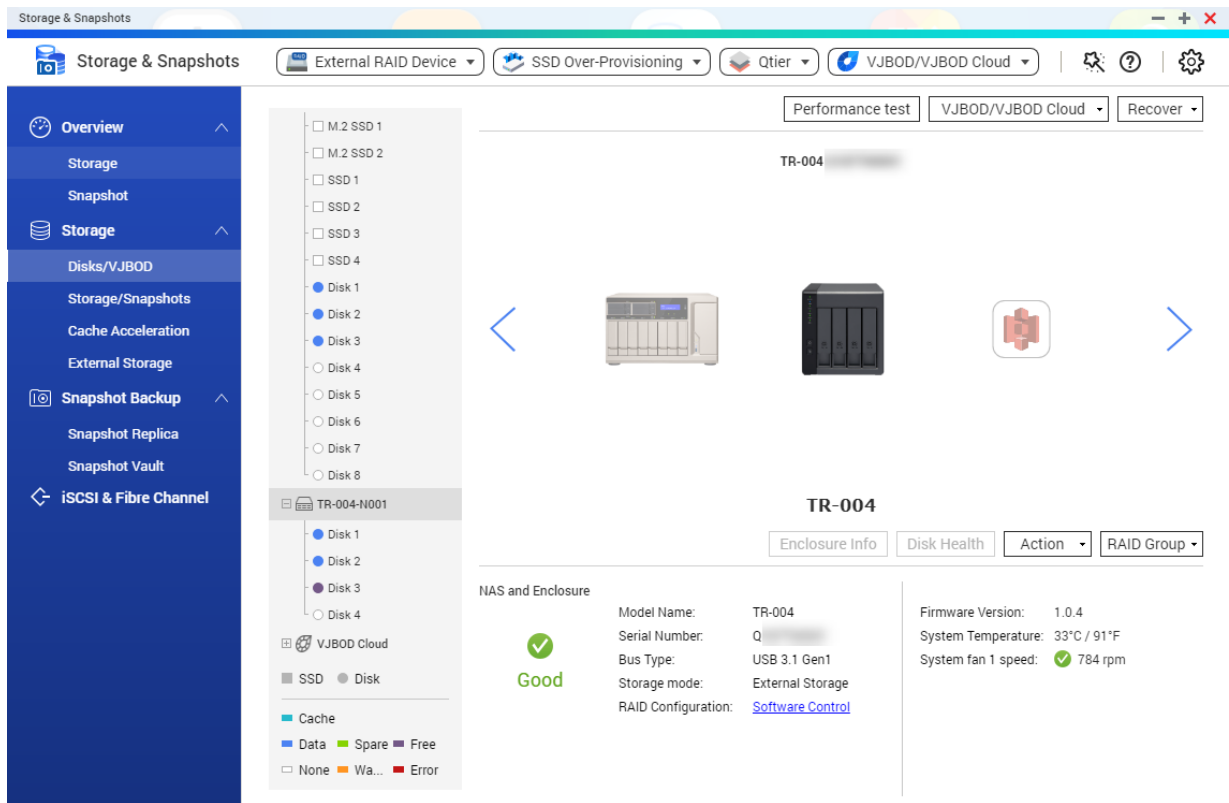 Storage & Snapshots
Storage & Snapshots
External RAID Device
SSD Over-Provisioning
Qtier
VJBOD/VJBOD Cloud
Overview
Storage
Snapshot
Storage
Disks/VJBOD
Storage/Snapshots
Cache Acceleration
External Storage
Snapshot Backup
Snapshot Replica
Snapshot Vault
iSCSI & Fibre Channel
M.2 SSD 1
M.2 SSD 2
SSD 1
SSD 2
SSD 3
SSD 4
Disk 1
Disk 2
Disk 3
Disk 4
Disk 5
Disk 6
Disk 7
Disk 8
TR-004-N001
Disk 1
Disk 2
Disk 3
Disk 4
VJBOD Cloud
SSD Disk
Cache
Data Spare Free
None Wa... Error
Performance test VJBOD/VJBOD Cloud Recover
TR-004
TR-004
Enclosure Info Disk Health Action RAID Group
NAS and Enclosure
Good
Model Name: TR-004
Serial Number: Q
Bus Type: USB 3.1 Gen1
Storage mode: External Storage
RAID Configuration: Software Control
Firmware Version: 1.0.4
System Temperature: 33°C / 91°F
System fan 1 speed: 784 rpm